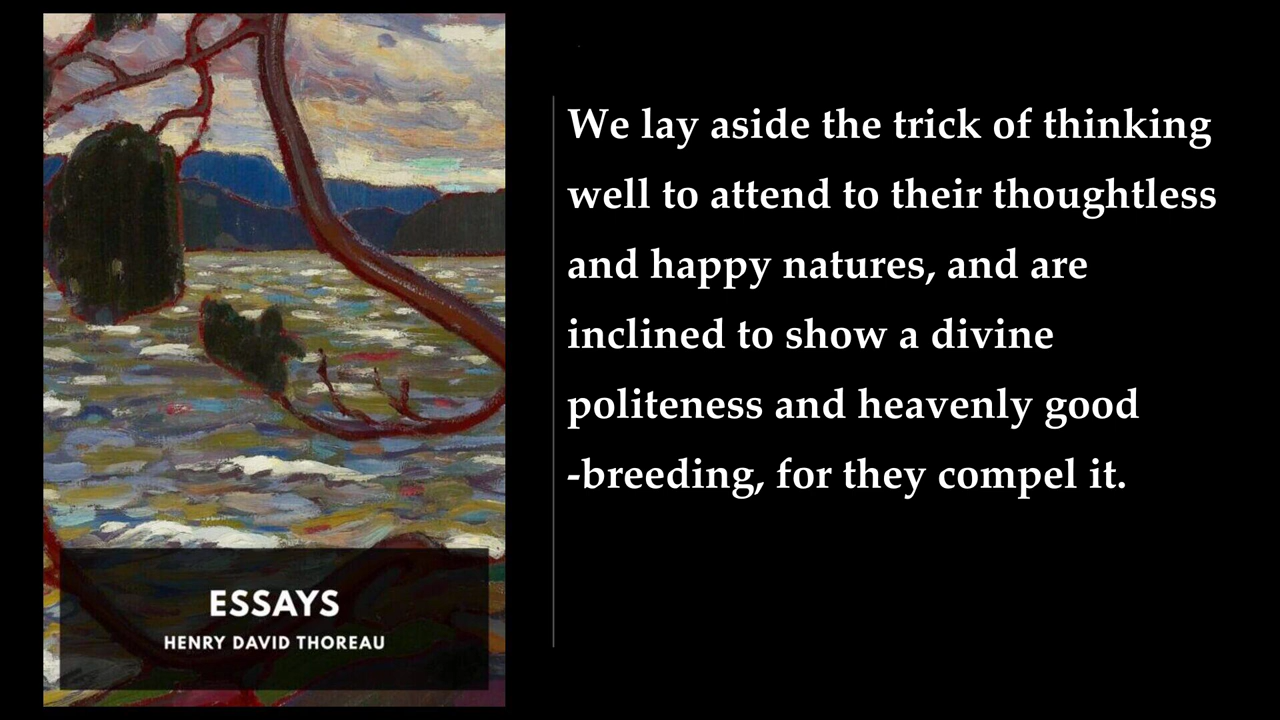 We lay aside the trick of thinking
well to attend to their thoughtless
and happy natures, and are
inclined to show a divine
politeness and heavenly good
-breeding, for they compel it.
ESSAYS
HENRY DAVID THOREAU